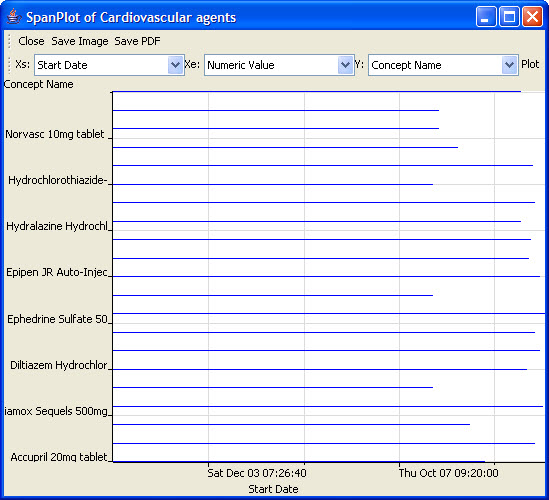 SpanPlot of Cardiovascular agents
Close Save Image Save PDF
Xs: Start Date Xe: Numeric Value Y: Concept Name Plot
Concept Name
Norvasc 10mg tablet
Hydrochlorothiazide-
Hydralazine Hydrochl
Epipen JR Auto-Injec
Ephedrine Sulfate 50
Diltiazem Hydrochlor
iamox Sequels 500mg
Accupril 20mg tablet
Sat Dec 03 07:26:40 Thu Oct 07 09:20:00
Start Date